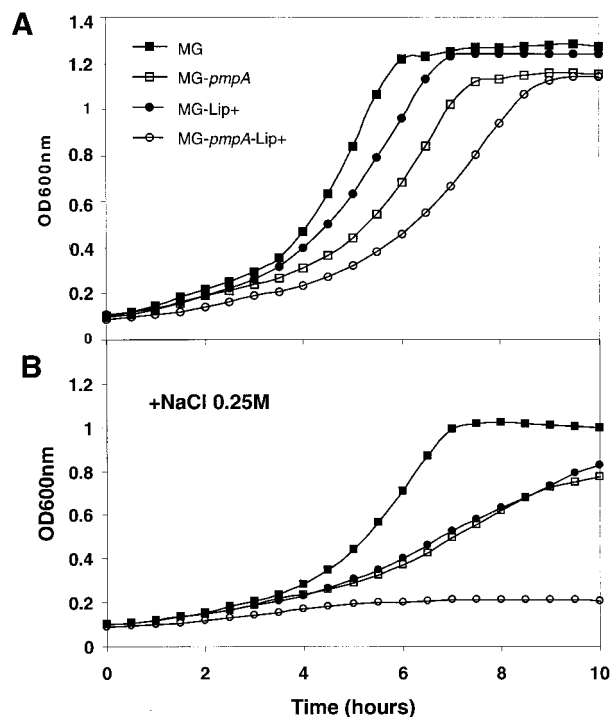 A
1.4
1.2
1
0.8
0.6
0.4
0.2
0
OD600nm
MG
MG-pmpA
MG-Lip+
MG-pmpA-Lip+
B
+NaCl 0.25M
1.2
1
0.8
0.6
0.4
0.2
0
OD600nm
0 2 4 6 8 10
Time (hours)